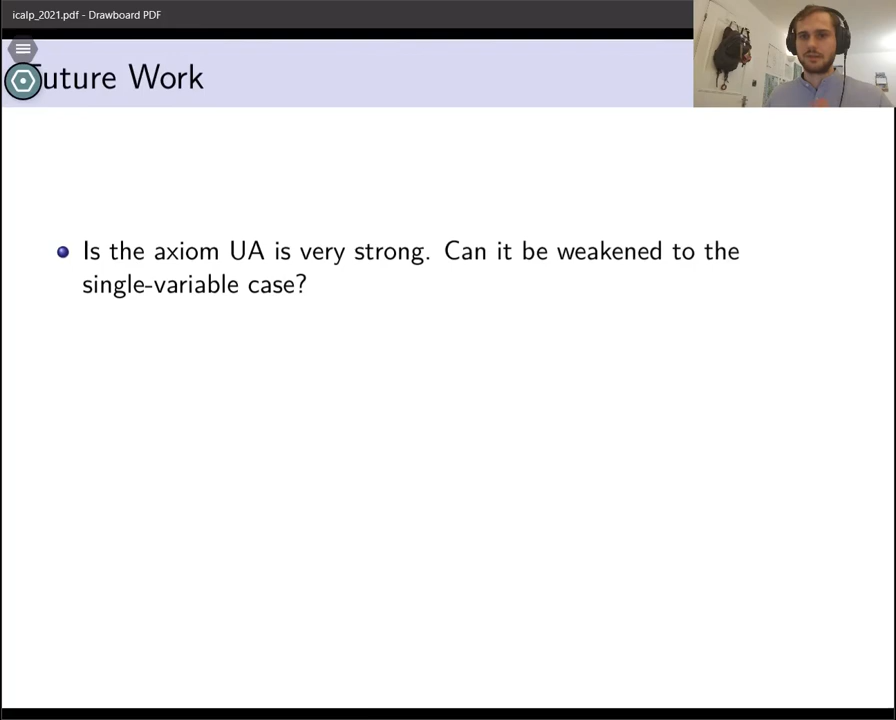 icalp_2021.pdf - Drawboard PDF
uture Work
Is the axiom UA is very strong. Can it be weakened to the
single-variable case?